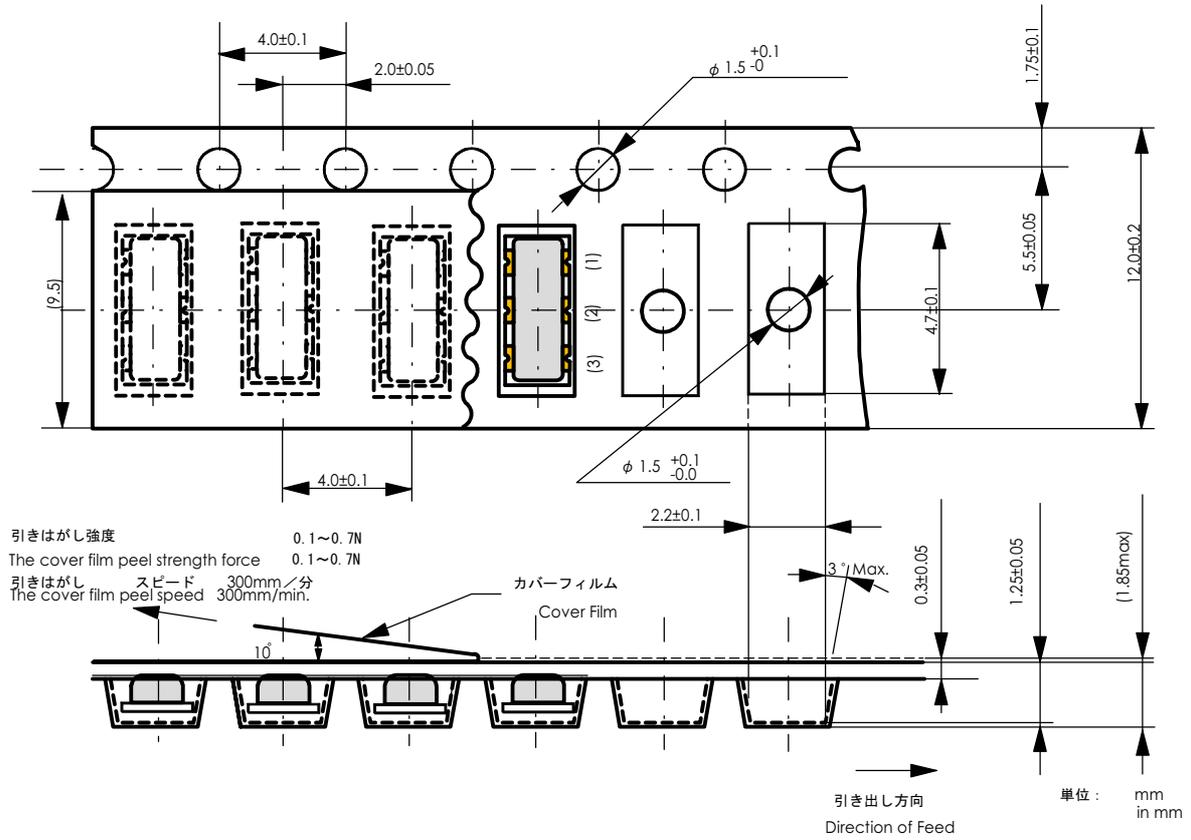 4.0±0.1
2.0±0.05
φ 1.5 +0.1 -0
1.75±0.1
(9.5)
(1)
(2)
(3)
4.7±0.1
5.5±0.05
12.0±0.2
4.0±0.1
φ 1.5 +0.1 -0.0
2.2±0.1
引きはがし強度 0.1～0.7N
The cover film peel strength force 0.1～0.7N
引きはがし スピード 300mm／分
The cover film peel speed 300mm/min.
カバーフィルム
Cover Film
10°
3° Max.
0.3±0.05
1.25±0.05
(1.85max)
引き出し方向
Direction of Feed
単位： mm
in mm